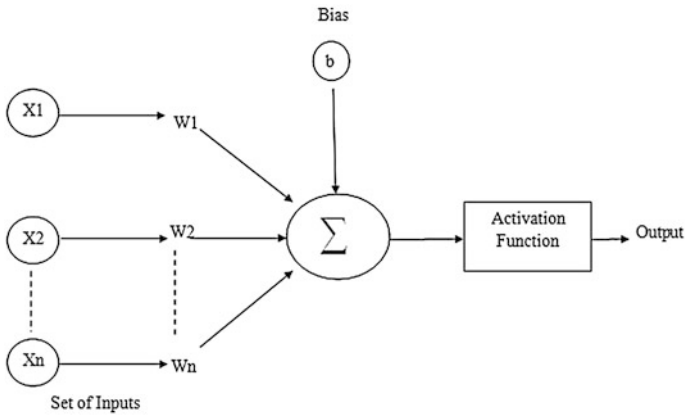 Bias
b
X1
W1
X2
W2
∑
Activation
Function
Output
Xn
Wn
Set of Inputs